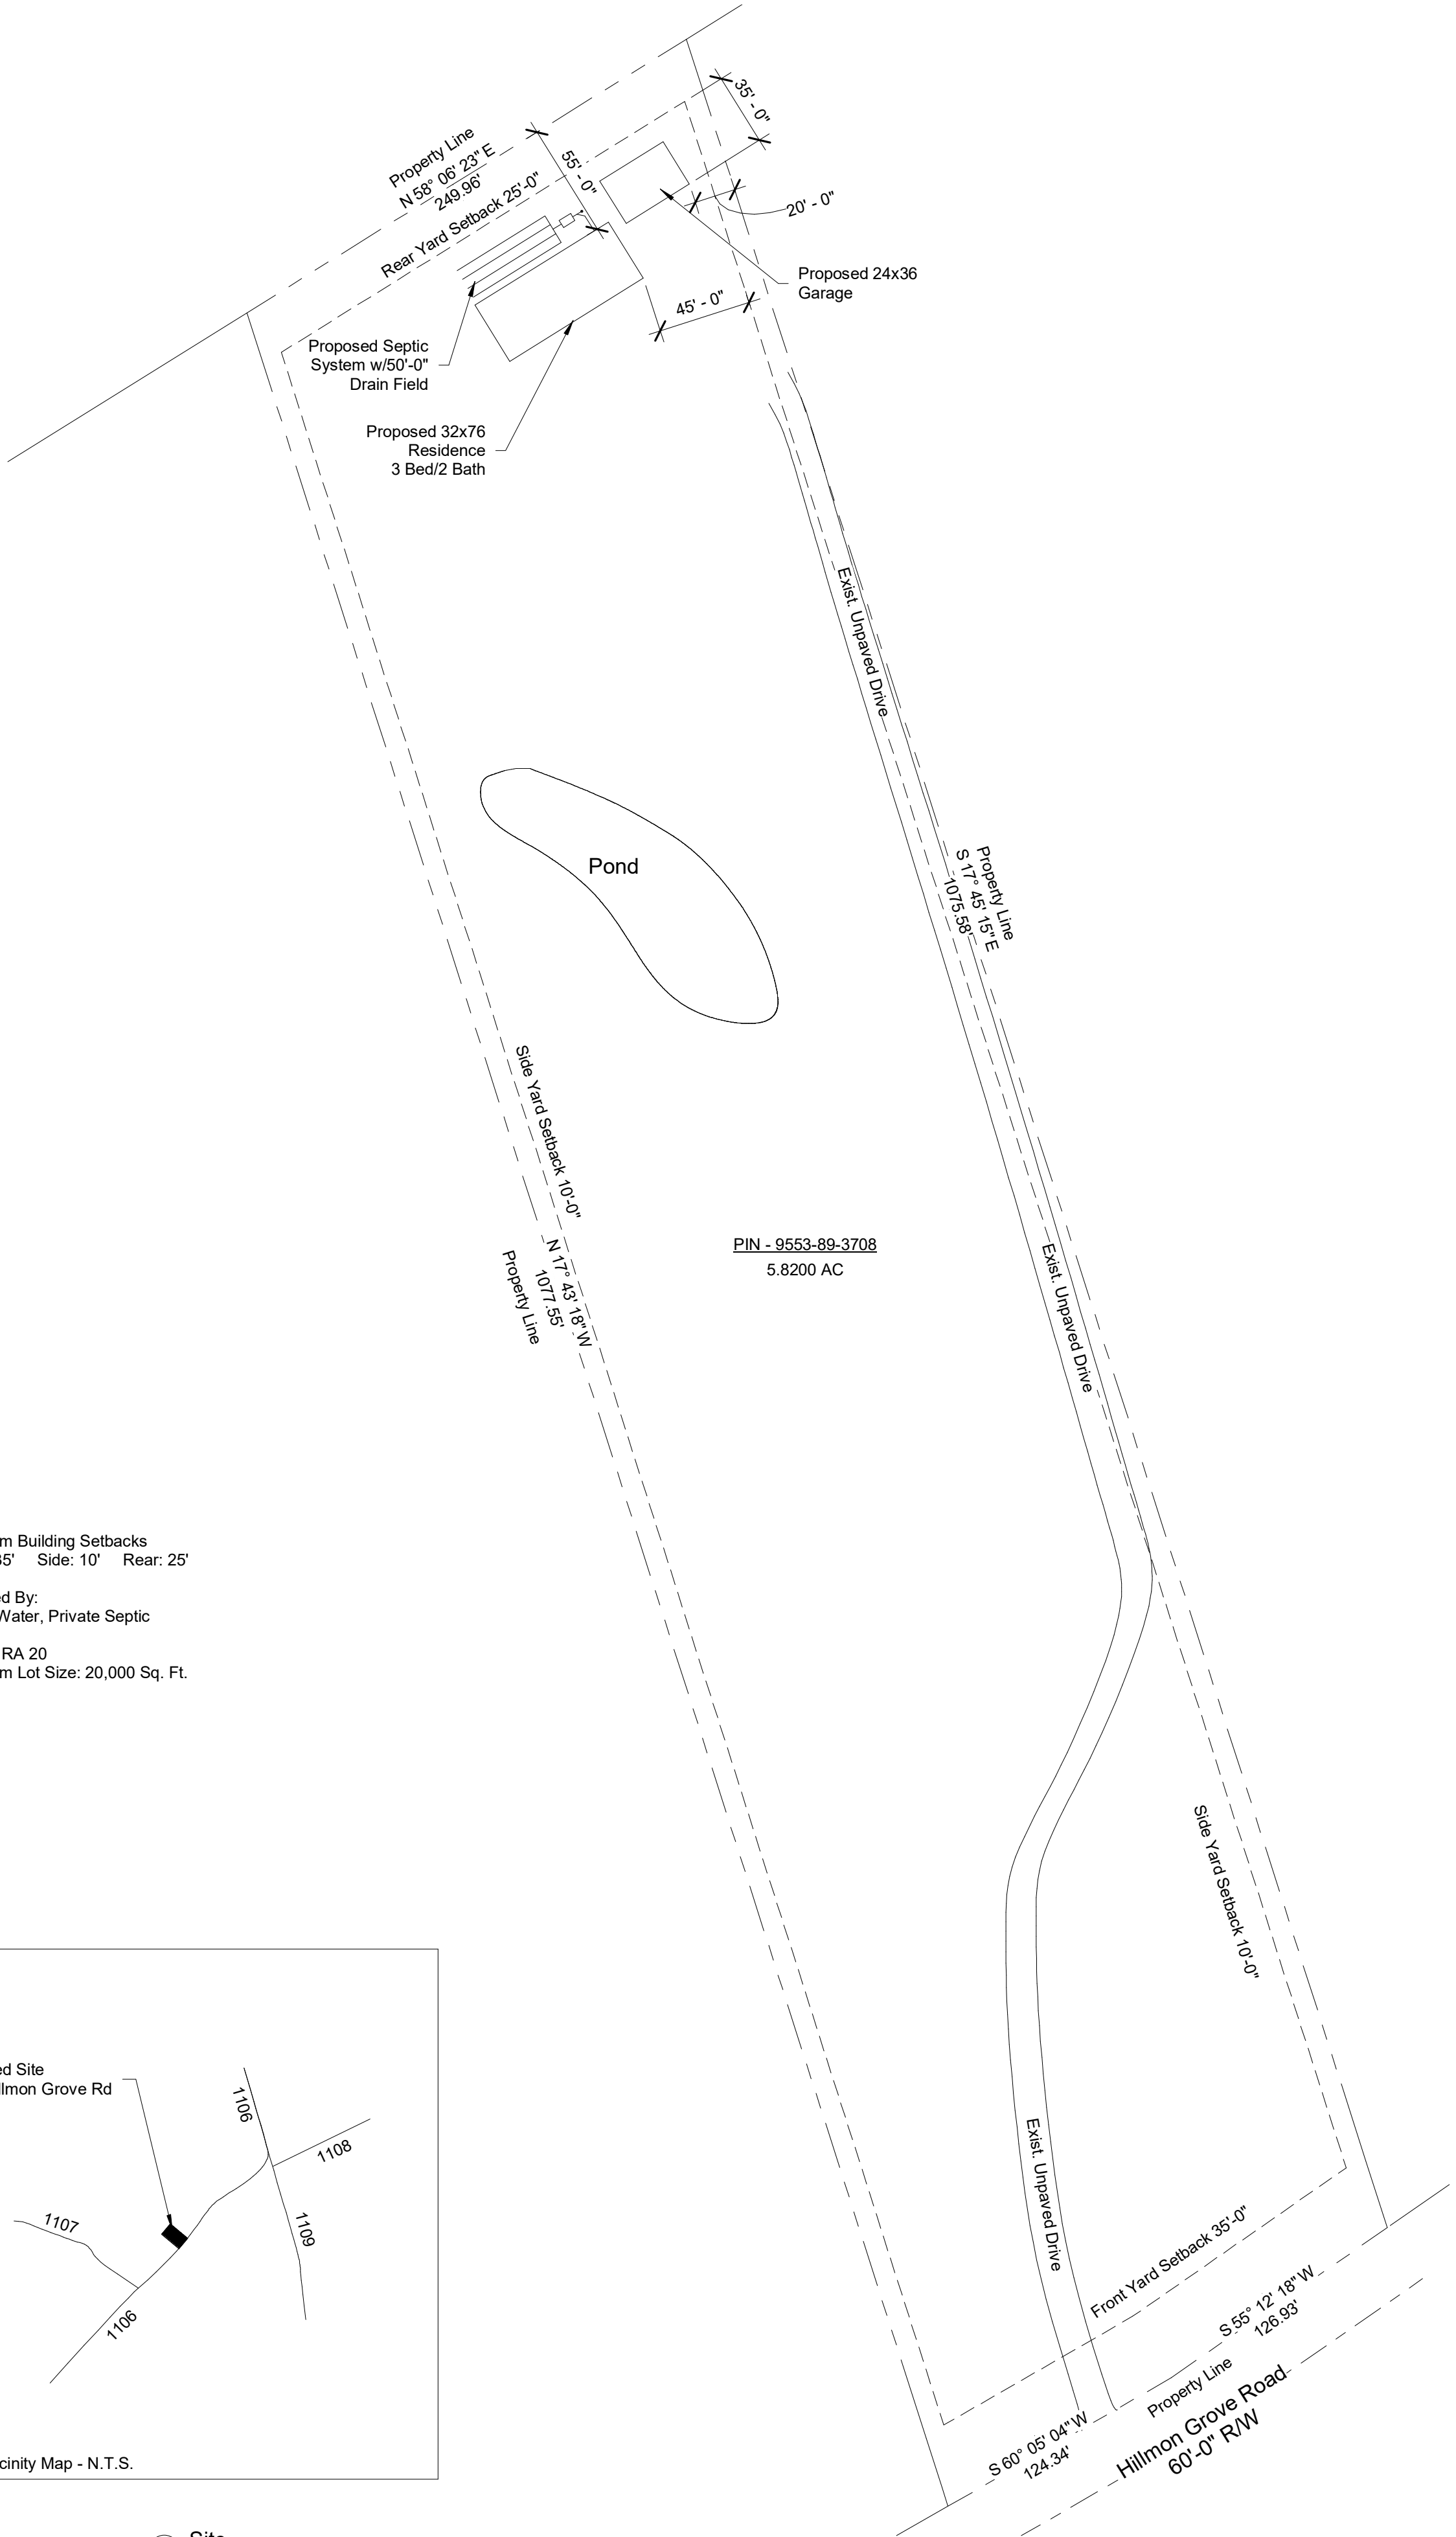 35' - 0"
55' - 0"
Property Line
N 58° 06' 23" E
249.96'
Rear Yard Setback 25'-0"
20' - 0"
Proposed 24x36
Garage
45' - 0"
Proposed Septic
System w/50'-0"
Drain Field
Proposed 32x76
Residence
3 Bed/2 Bath
Exist. Unpaved Drive
Pond
Property Line
S 17° 45' 15" E
1075.58'
Side Yard Setback 10'-0"
N 17° 43' 18" W
1077.55'
Property Line
PIN - 9553-89-3708
5.8200 AC
Exist. Unpaved Drive
m Building Setbacks
35' Side: 10' Rear: 25'
ed By:
Water, Private Septic
RA 20
m Lot Size: 20,000 Sq. Ft.
Side Yard Setback 10'-0"
ed Site
llmon Grove Rd
1106
1108
1107
1109
1106
cinity Map - N.T.S.
Exist. Unpaved Drive
Front Yard Setback 35'-0"
S 55° 12' 18" W
126.93'
Property Line
S 60° 05' 04" W
124.34'
Hillmon Grove Road
60'-0" R/W
Site